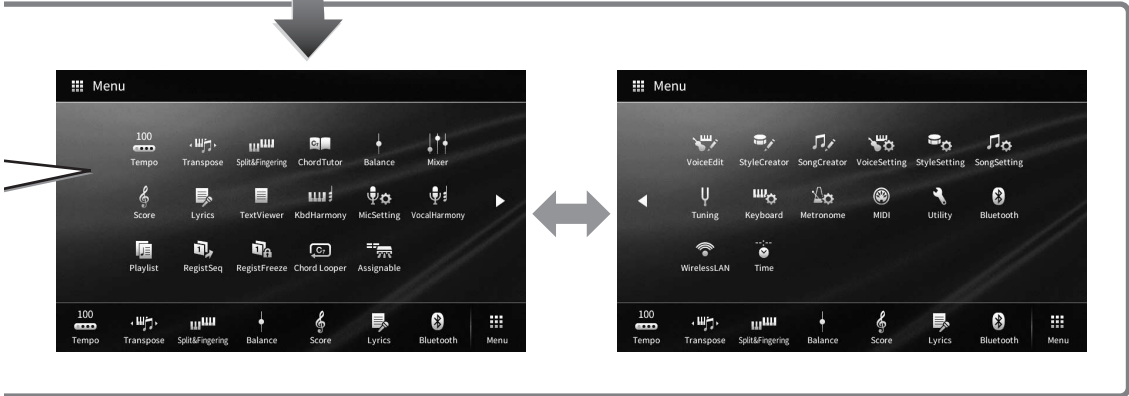 Menu
100
Tempo Transpose Split&Fingering ChordTutor Balance Mixer
Score Lyrics TextViewer KbdHarmony MicSetting VocalHarmony
Playlist RegistSeq RegistFreeze Chord Looper Assignable
100
Tempo Transpose Split&Fingering Balance Score Lyrics Bluetooth Menu
Menu
VoiceEdit StyleCreator SongCreator VoiceSetting StyleSetting SongSetting
Tuning Keyboard Metronome MIDI Utility Bluetooth
WirelessLAN Time
100
Tempo Transpose Split&Fingering Balance Score Lyrics Bluetooth Menu